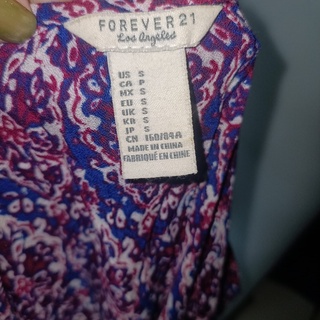 FOREVER 21
Los Angeles
US S
CA P
MX S
EU S
UK S
KR S
JP S
CN 160/84A
MADE IN CHINA
FABRIQUÉ EN CHINE